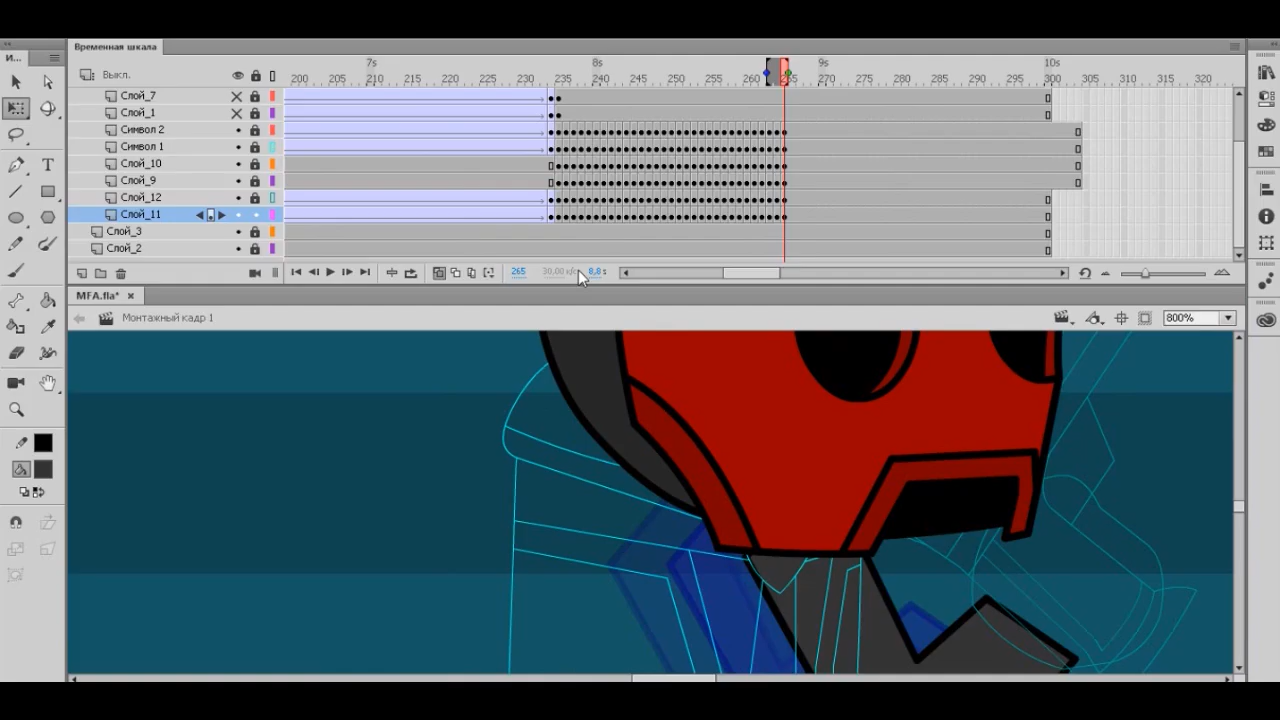 Временная шкала
И...
Выкл.
7s 8s 9s 10s
200 205 210 215 220 225 230 235 240 245 250 255 260 265 270 275 280 285 290 295 300 305 310 315 320
Слой_7
Слой_1
Символ 2
Символ 1
Слой_10
Слой_9
Слой_12
Слой_11
Слой_3
Слой_2
265 30,00 к/с 8,8 s
MFA.fla*
Монтажный кадр 1
800%